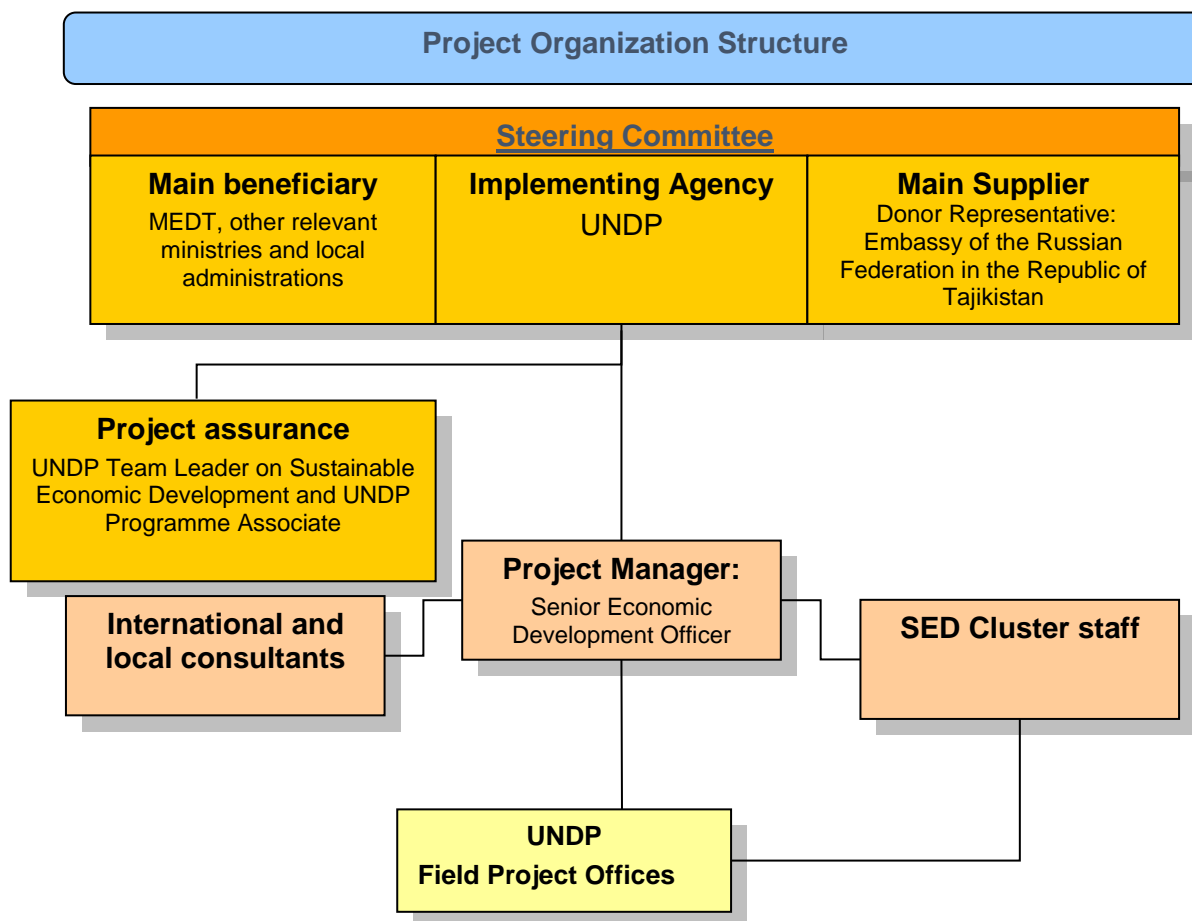 Project Organization Structure
Steering Committee
Main beneficiary
MEDT, other relevant
ministries and local
administrations
Implementing Agency
UNDP
Main Supplier
Donor Representative:
Embassy of the Russian
Federation in the Republic of
Tajikistan
Project assurance
UNDP Team Leader on Sustainable
Economic Development and UNDP
Programme Associate
Project Manager:
Senior Economic
Development Officer
International and
local consultants
SED Cluster staff
UNDP
Field Project Offices